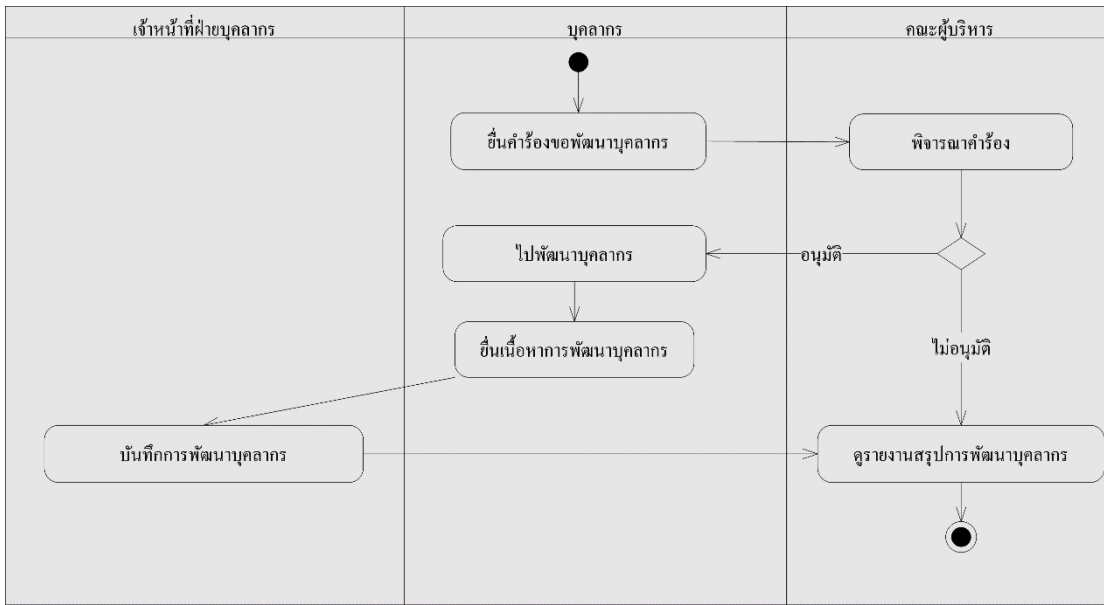 เจ้าหน้าที่ฝ่ายบุคลากร
บุคลากร
คณะผู้บริหาร
ยื่นคำร้องขอพัฒนาบุคลากร
พิจารณาคำร้อง
ไปพัฒนาบุคลากร
อนุมัติ
ยื่นเนื้อหาการพัฒนาบุคลากร
ไม่อนุมัติ
บันทึกการพัฒนาบุคลากร
ดูรายงานสรุปการพัฒนาบุคลากร